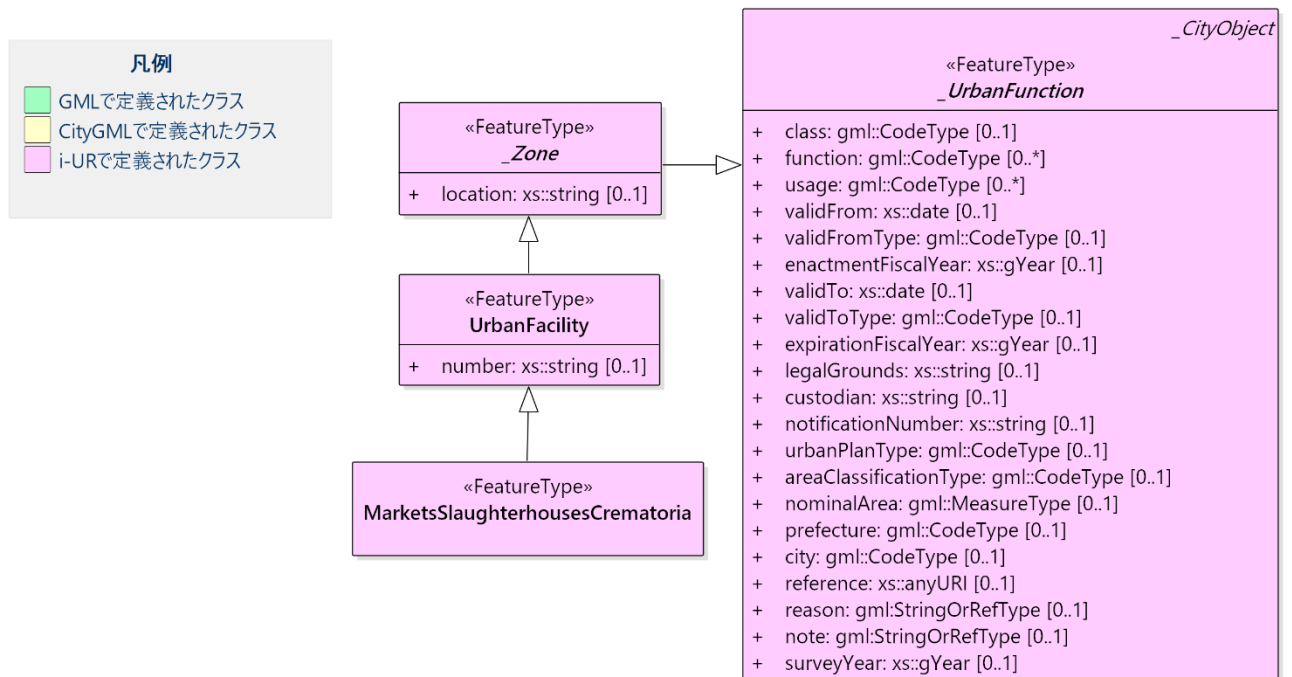 凡例
GMLで定義されたクラス
CityGMLで定義されたクラス
i-URで定義されたクラス
«FeatureType»
_Zone
+ location: xs::string [0..1]
«FeatureType»
UrbanFacility
+ number: xs::string [0..1]
«FeatureType»
MarketsSlaughterhousesCrematoria
_CityObject
«FeatureType»
_UrbanFunction
+ class: gml::CodeType [0..1]
+ function: gml::CodeType [0..*]
+ usage: gml::CodeType [0..*]
+ validFrom: xs::date [0..1]
+ validFromType: gml::CodeType [0..1]
+ enactmentFiscalYear: xs::gYear [0..1]
+ validTo: xs::date [0..1]
+ validToType: gml::CodeType [0..1]
+ expirationFiscalYear: xs::gYear [0..1]
+ legalGrounds: xs::string [0..1]
+ custodian: xs::string [0..1]
+ notificationNumber: xs::string [0..1]
+ urbanPlanType: gml::CodeType [0..1]
+ areaClassificationType: gml::CodeType [0..1]
+ nominalArea: gml::MeasureType [0..1]
+ prefecture: gml::CodeType [0..1]
+ city: gml::CodeType [0..1]
+ reference: xs::anyURI [0..1]
+ reason: gml:StringOrRefType [0..1]
+ note: gml:StringOrRefType [0..1]
+ surveyYear: xs::gYear [0..1]